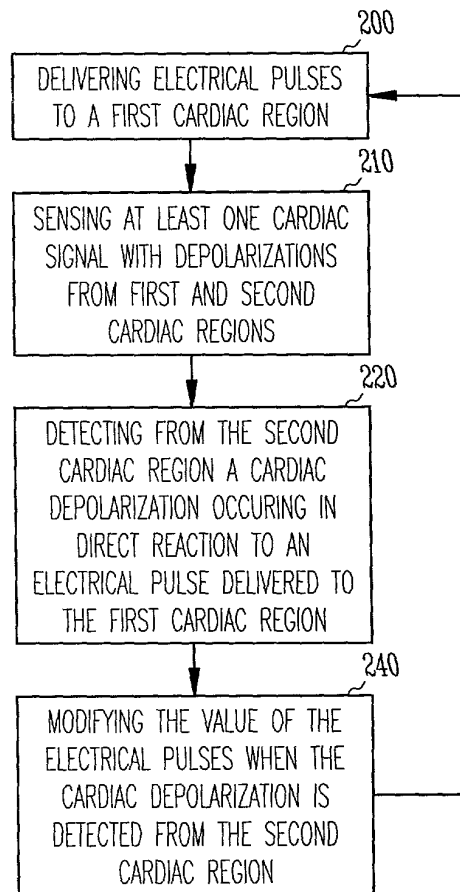 200
DELIVERING ELECTRICAL PULSES
TO A FIRST CARDIAC REGION
210
SENSING AT LEAST ONE CARDIAC
SIGNAL WITH DEPOLARIZATIONS
FROM FIRST AND SECOND
CARDIAC REGIONS
220
DETECTING FROM THE SECOND
CARDIAC REGION A CARDIAC
DEPOLARIZATION OCCURING IN
DIRECT REACTION TO AN
ELECTRICAL PULSE DELIVERED TO
THE FIRST CARDIAC REGION
240
MODIFYING THE VALUE OF THE
ELECTRICAL PULSES WHEN THE
CARDIAC DEPOLARIZATION IS
DETECTED FROM THE SECOND
CARDIAC REGION